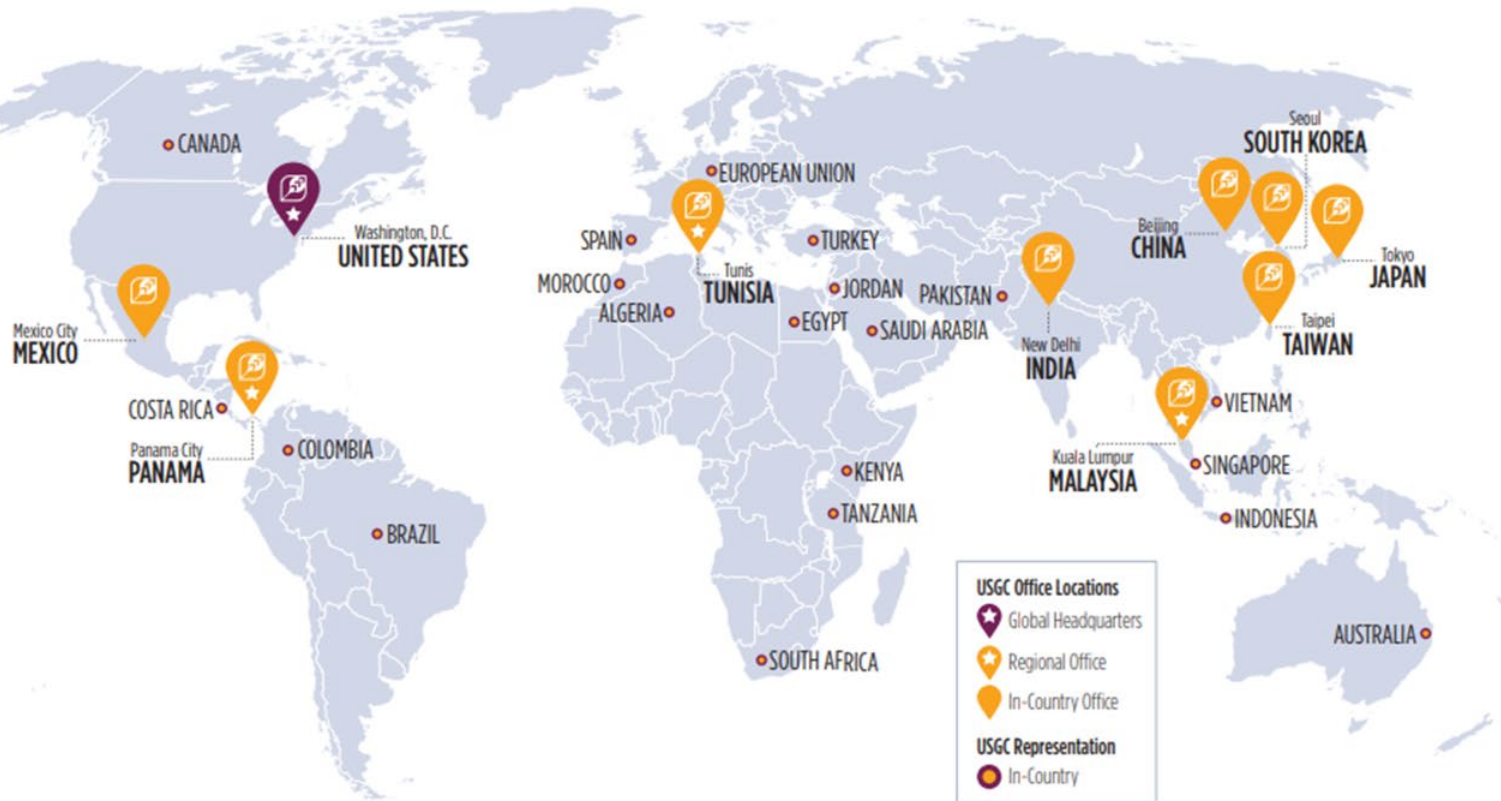 CANADA
Washington, D.C.
UNITED STATES
Mexico City
MEXICO
COSTA RICA
Panama City
PANAMA
COLOMBIA
BRAZIL
EUROPEAN UNION
SPAIN
TURKEY
MOROCCO
Tunis
TUNISIA
ALGERIA
JORDAN
EGYPT
SAUDI ARABIA
PAKISTAN
New Delhi
INDIA
KENYA
TANZANIA
SOUTH AFRICA
Seoul
SOUTH KOREA
Beijing
CHINA
Tokyo
JAPAN
Taipei
TAIWAN
VIETNAM
Kuala Lumpur
MALAYSIA
SINGAPORE
INDONESIA
AUSTRALIA
USGC Office Locations
Global Headquarters
Regional Office
In-Country Office
USGC Representation
In-Country